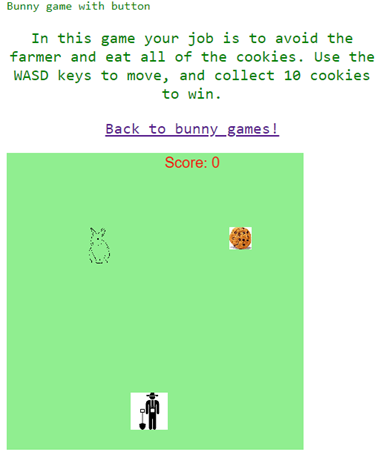 Bunny game with button
In this game your job is to avoid the
farmer and eat all of the cookies. Use the
WASD keys to move, and collect 10 cookies
to win.
Back to bunny games!
Score: 0